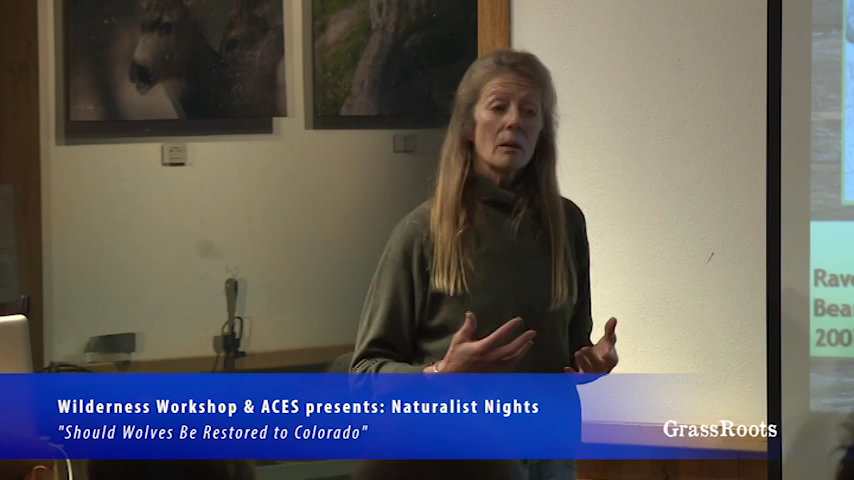 Wilderness Workshop & ACES presents: Naturalist Nights
"Should Wolves Be Restored to Colorado"
GrassRoots